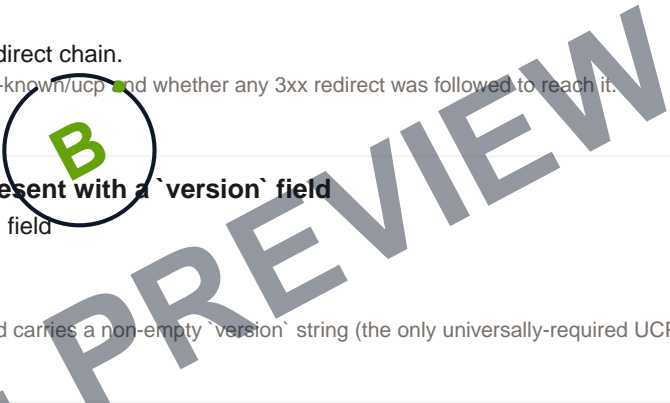 direct chain.
-known/ucp and whether any 3xx redirect was followed to reach it.
B
esent with a `version` field
field
d carries a non-empty `version` string (the only universally-required UCP
PREVIEW